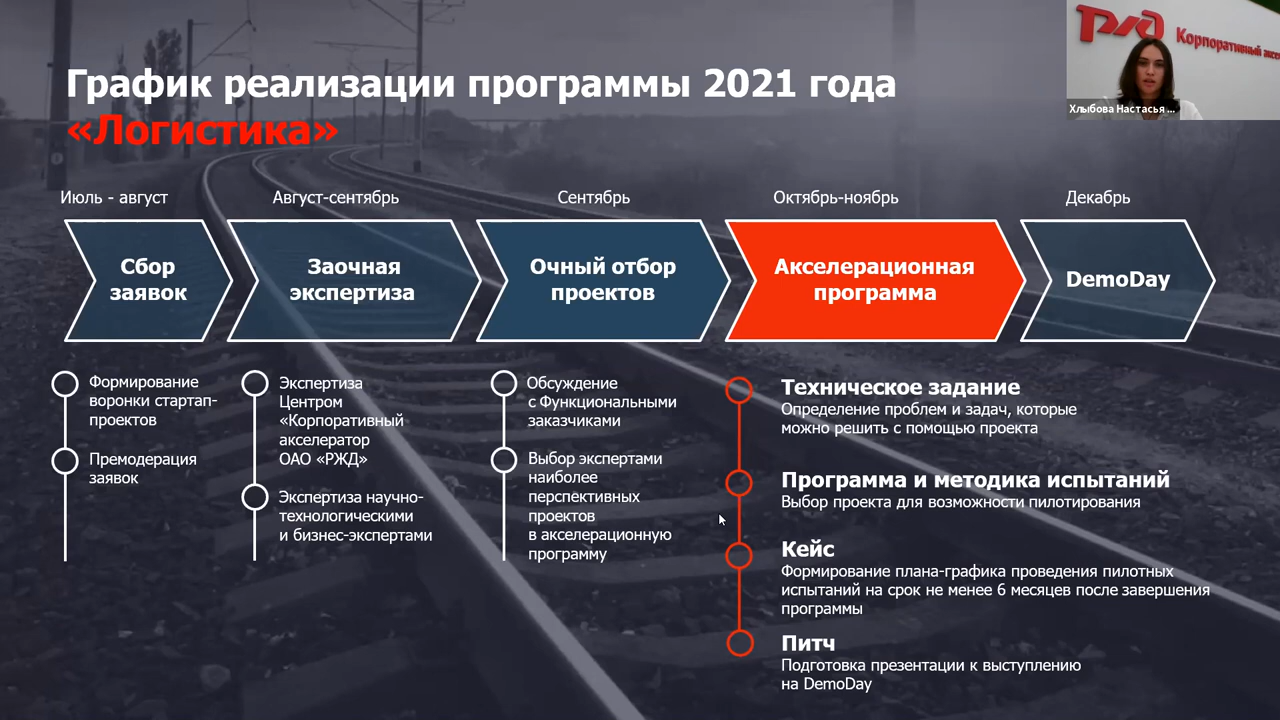 График реализации программы 2021 года
«Логистика»
РЖД
Корпоративный
Хлыбова Настасья ...
Июль - август
Август-сентябрь
Сентябрь
Октябрь-ноябрь
Декабрь
Сбор
заявок
Заочная
экспертиза
Очный отбор
проектов
Акселерационная
программа
DemoDay
Формирование
воронки стартап-
проектов
Премодерация
заявок
Экспертиза
Центром
«Корпоративный
акселератор
ОАО «РЖД»
Экспертиза научно-
технологическими
и бизнес-экспертами
Обсуждение
с Функциональными
заказчиками
Выбор экспертами
наиболее
перспективных
проектов
в акселерационную
программу
Техническое задание
Определение проблем и задач, которые
можно решить с помощью проекта
Программа и методика испытаний
Выбор проекта для возможности пилотирования
Кейс
Формирование плана-графика проведения пилотных
испытаний на срок не менее 6 месяцев после завершения
программы
Питч
Подготовка презентации к выступлению
на DemoDay